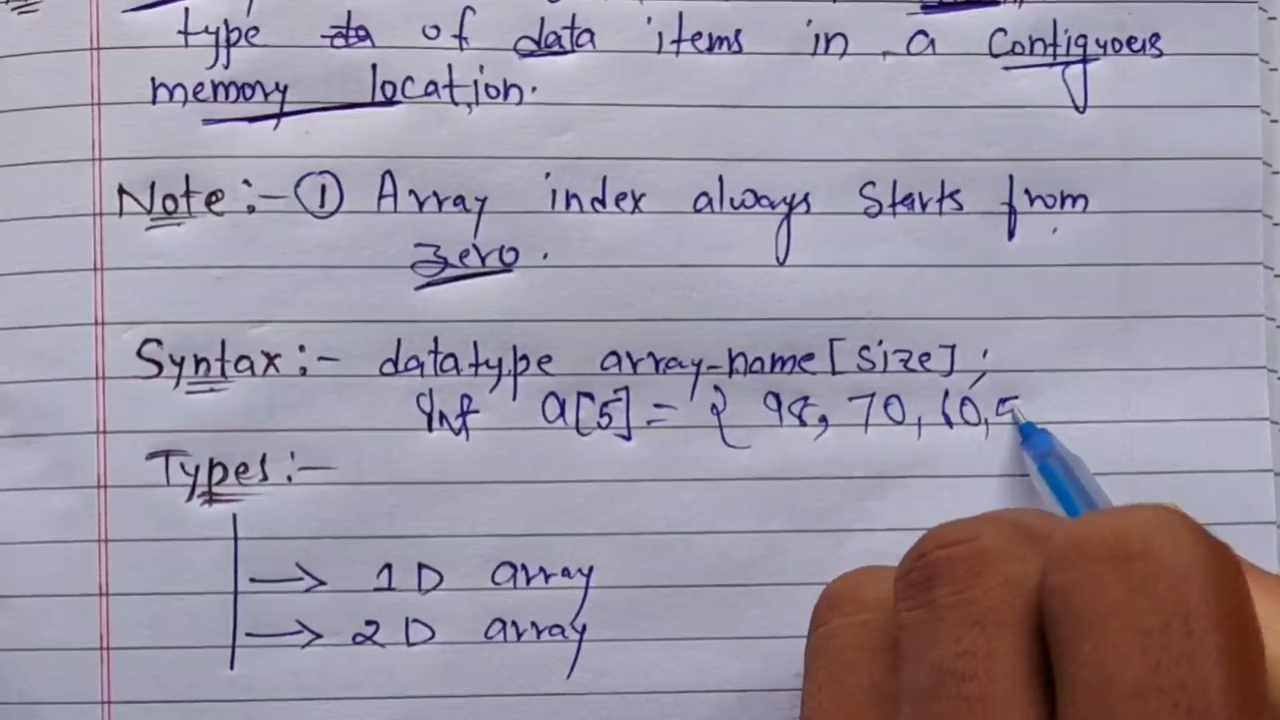 type da of data items in a Contiguous
memory location.
Note:- ① Array index always Starts from
zero.
Syntax:- datatype array-name[Size];
Int a[5] = { 98, 70, 60, 5
Types:-
→ 1D array
→ 2D array